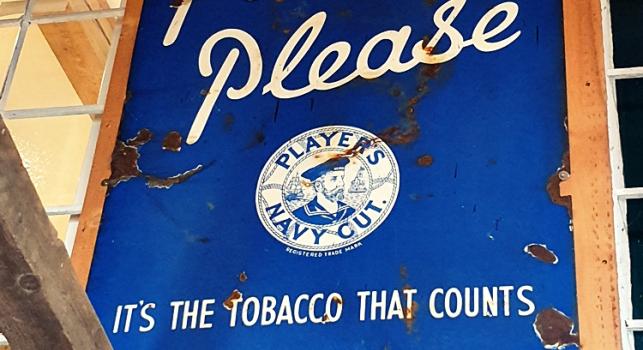 Please
PLAYER'S
NAVY CUT.
REGISTERED TRADE MARK
IT'S THE TOBACCO THAT COUNTS